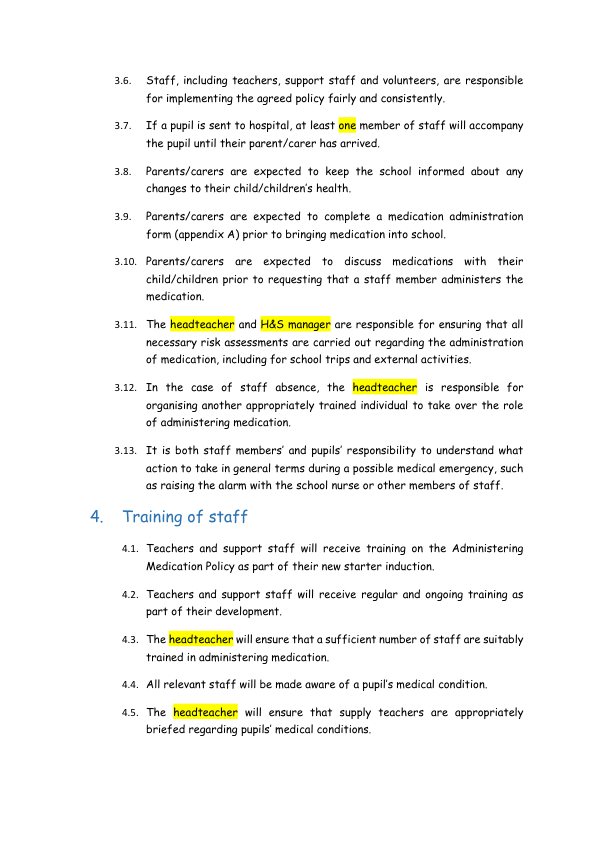 3.6. Staff, including teachers, support staff and volunteers, are responsible
for implementing the agreed policy fairly and consistently.
3.7. If a pupil is sent to hospital, at least one member of staff will accompany
the pupil until their parent/carer has arrived.
3.8. Parents/carers are expected to keep the school informed about any
changes to their child/children’s health.
3.9. Parents/carers are expected to complete a medication administration
form (appendix A) prior to bringing medication into school.
3.10. Parents/carers are expected to discuss medications with their
child/children prior to requesting that a staff member administers the
medication.
3.11. The headteacher and H&S manager are responsible for ensuring that all
necessary risk assessments are carried out regarding the administration
of medication, including for school trips and external activities.
3.12. In the case of staff absence, the headteacher is responsible for
organising another appropriately trained individual to take over the role
of administering medication.
3.13. It is both staff members’ and pupils’ responsibility to understand what
action to take in general terms during a possible medical emergency, such
as raising the alarm with the school nurse or other members of staff.
4. Training of staff
4.1. Teachers and support staff will receive training on the Administering
Medication Policy as part of their new starter induction.
4.2. Teachers and support staff will receive regular and ongoing training as
part of their development.
4.3. The headteacher will ensure that a sufficient number of staff are suitably
trained in administering medication.
4.4. All relevant staff will be made aware of a pupil’s medical condition.
4.5. The headteacher will ensure that supply teachers are appropriately
briefed regarding pupils’ medical conditions.